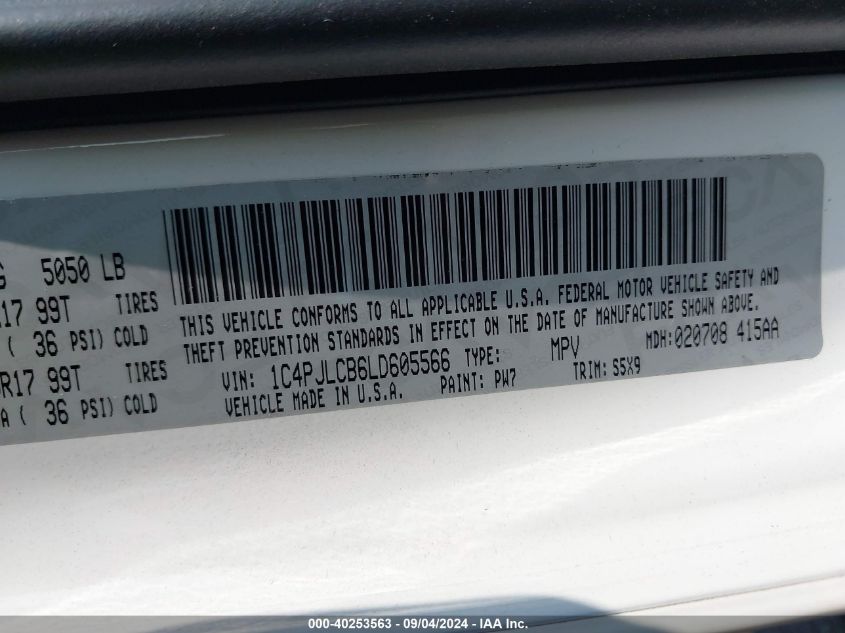 G 5050 LB
R17 99T TIRES
( 36 PSI) COLD
R17 99T TIRES
A ( 36 PSI) COLD
THIS VEHICLE CONFORMS TO ALL APPLICABLE U.S.A. FEDERAL MOTOR VEHICLE SAFETY AND
THEFT PREVENTION STANDARDS IN EFFECT ON THE DATE OF MANUFACTURE SHOWN ABOVE.
VIN: 1C4PJLCB6LD605566 TYPE: MPV MDH:020708 415AA
VEHICLE MADE IN U.S.A. PAINT: PW7 TRIM: S5X9
000-40253563 - 09/04/2024 - IAA Inc.